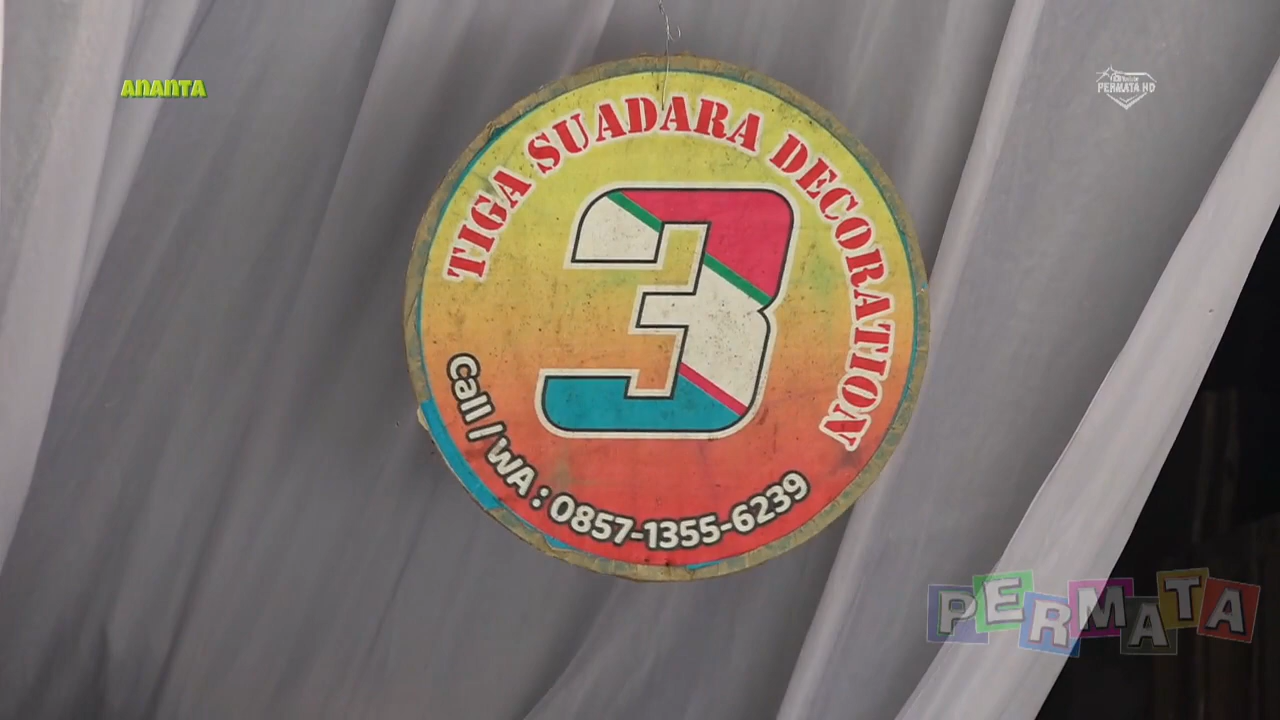 ANANTA
PERMATA HD
TIGA SUADARA DECORATION
3
Call / WA : 0857-1355-6239
PERMATA